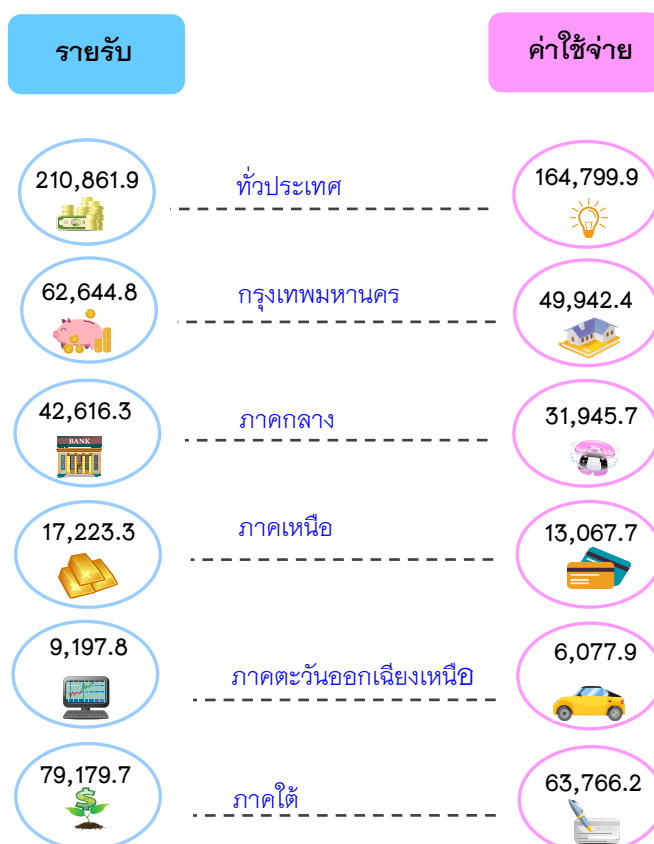 รายรับ
ค่าใช้จ่าย
210,861.9
ทั่วประเทศ
164,799.9
62,644.8
กรุงเทพมหานคร
49,942.4
42,616.3
ภาคกลาง
31,945.7
BANK
17,223.3
ภาคเหนือ
13,067.7
9,197.8
ภาคตะวันออกเฉียงเหนือ
6,077.9
79,179.7
ภาคใต้
63,766.2